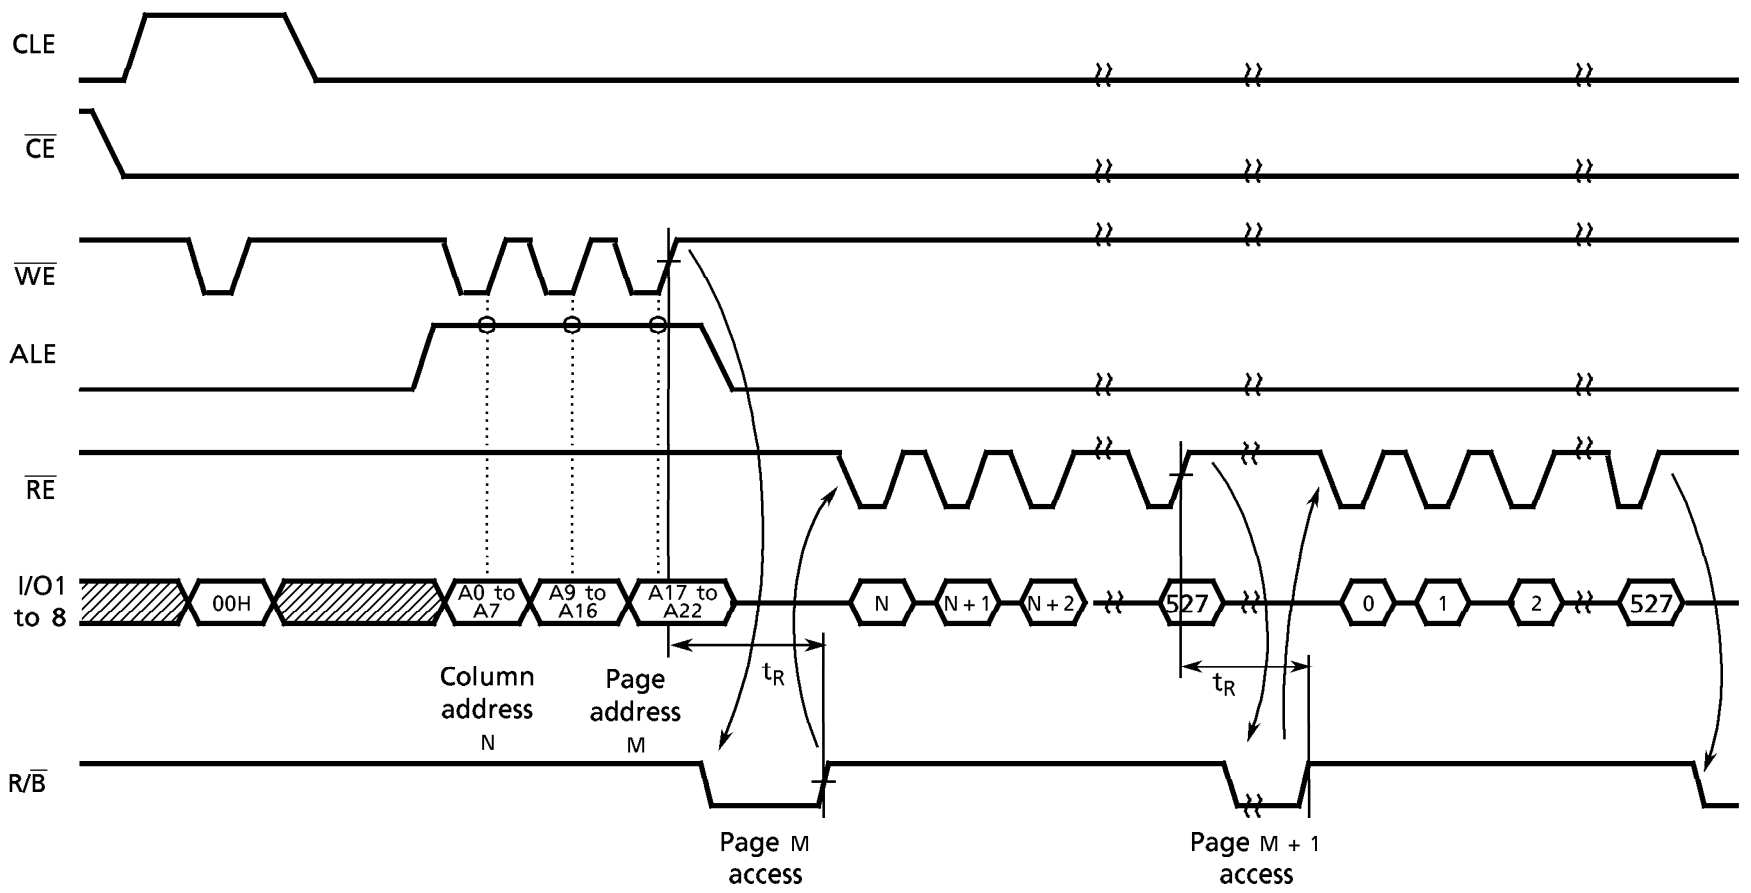 CLE
CE
WE
ALE
RE
I/O1
to 8
00H
A0 to
A7
A9 to
A16
A17 to
A22
N
N + 1
N + 2
527
0
1
2
527
tR
tR
Column
address
N
Page
address
M
R/B
Page M
access
Page M + 1
access